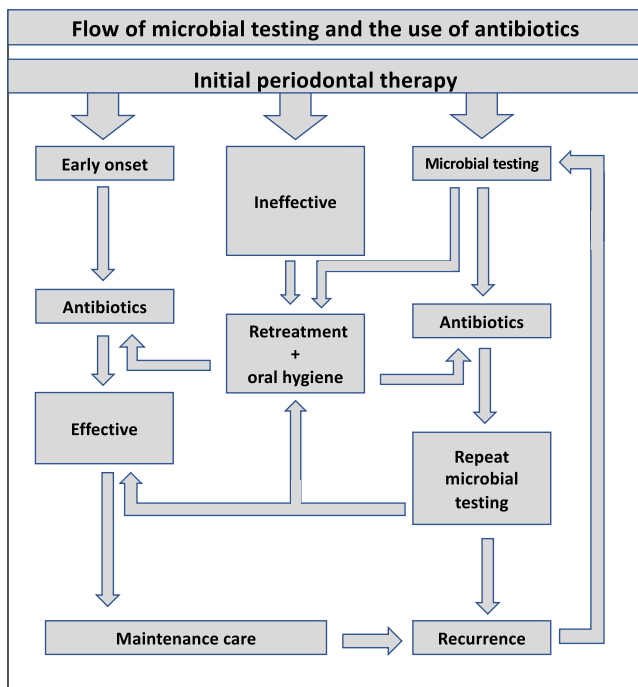 Flow of microbial testing and the use of antibiotics
Initial periodontal therapy
Early onset
Ineffective
Microbial testing
Antibiotics
Retreatment
+
oral hygiene
Antibiotics
Effective
Repeat
microbial
testing
Maintenance care
Recurrence